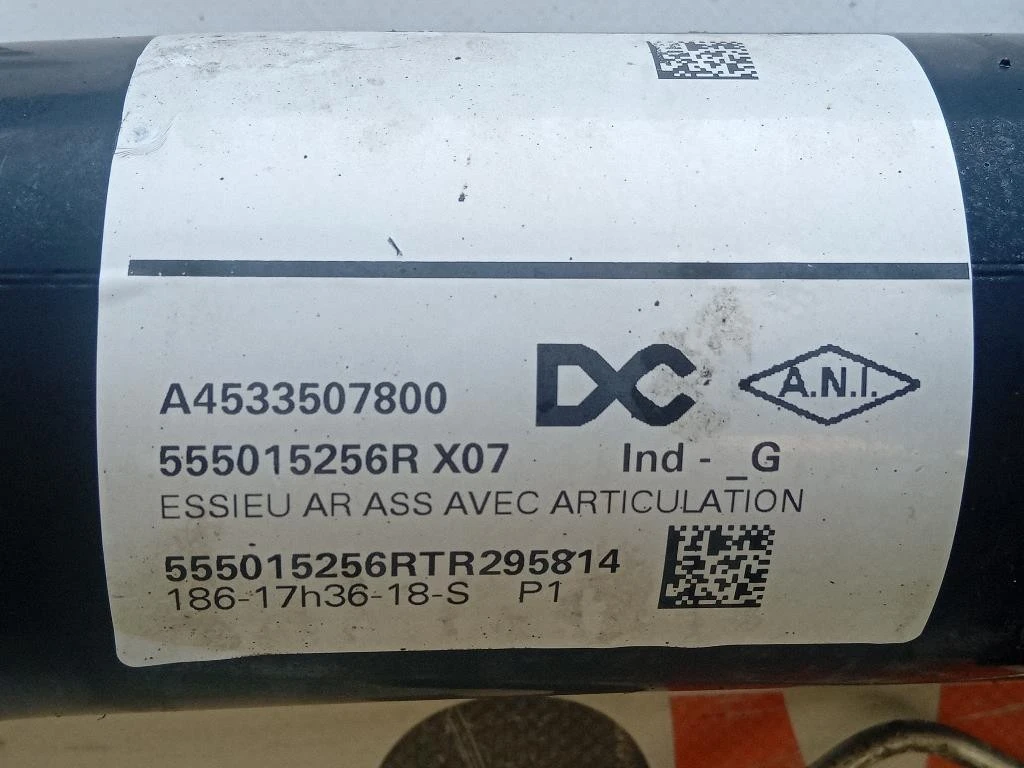 DC A.N.I.
A4533507800
555015256R X07 Ind - _G
ESSIEU AR ASS AVEC ARTICULATION
555015256RTR295814
186-17h36-18-S P1